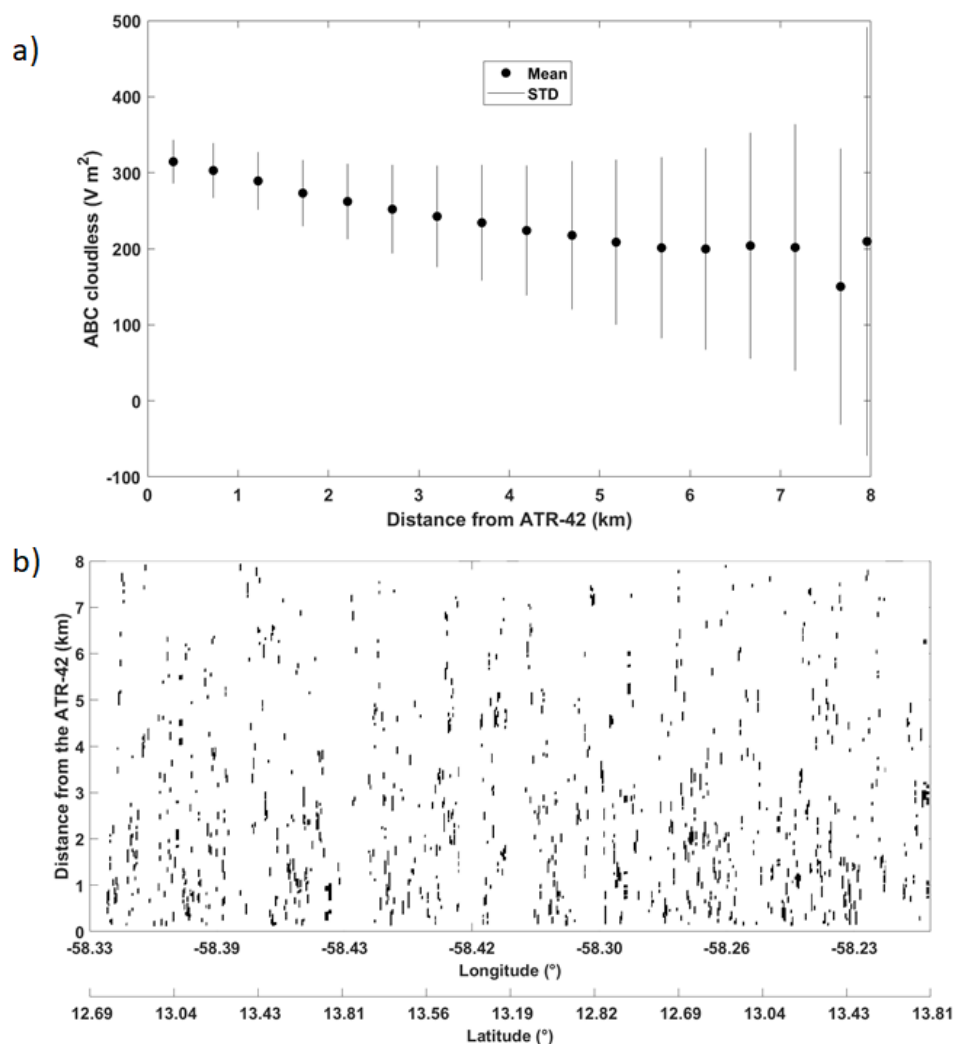 a)
500
400
300
200
100
0
-100
ABC cloudless (V m²)
Mean
STD
0 1 2 3 4 5 6 7 8
Distance from ATR-42 (km)
b)
8
7
6
5
4
3
2
1
0
Distance from the ATR-42 (km)
-58.33 -58.39 -58.43 -58.42 -58.30 -58.26 -58.23
Longitude (°)
12.69 13.04 13.43 13.81 13.56 13.19 12.82 12.69 13.04 13.43 13.81
Latitude (°)